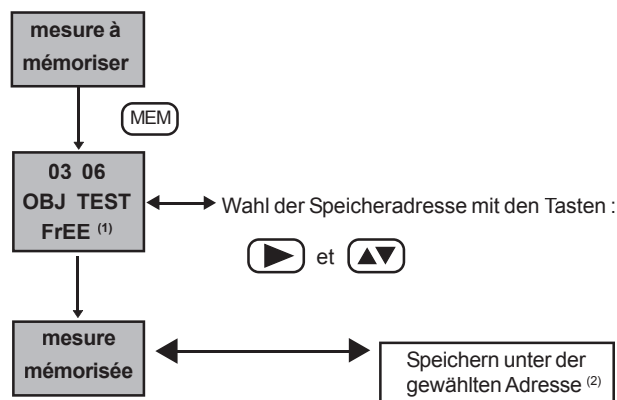 mesure à
mémoriser
MEM
03 06
OBJ TEST
FrEE (1)
Wahl der Speicheradresse mit den Tasten :
et
mesure
mémorisée
Speichern unter der
gewählten Adresse (2)